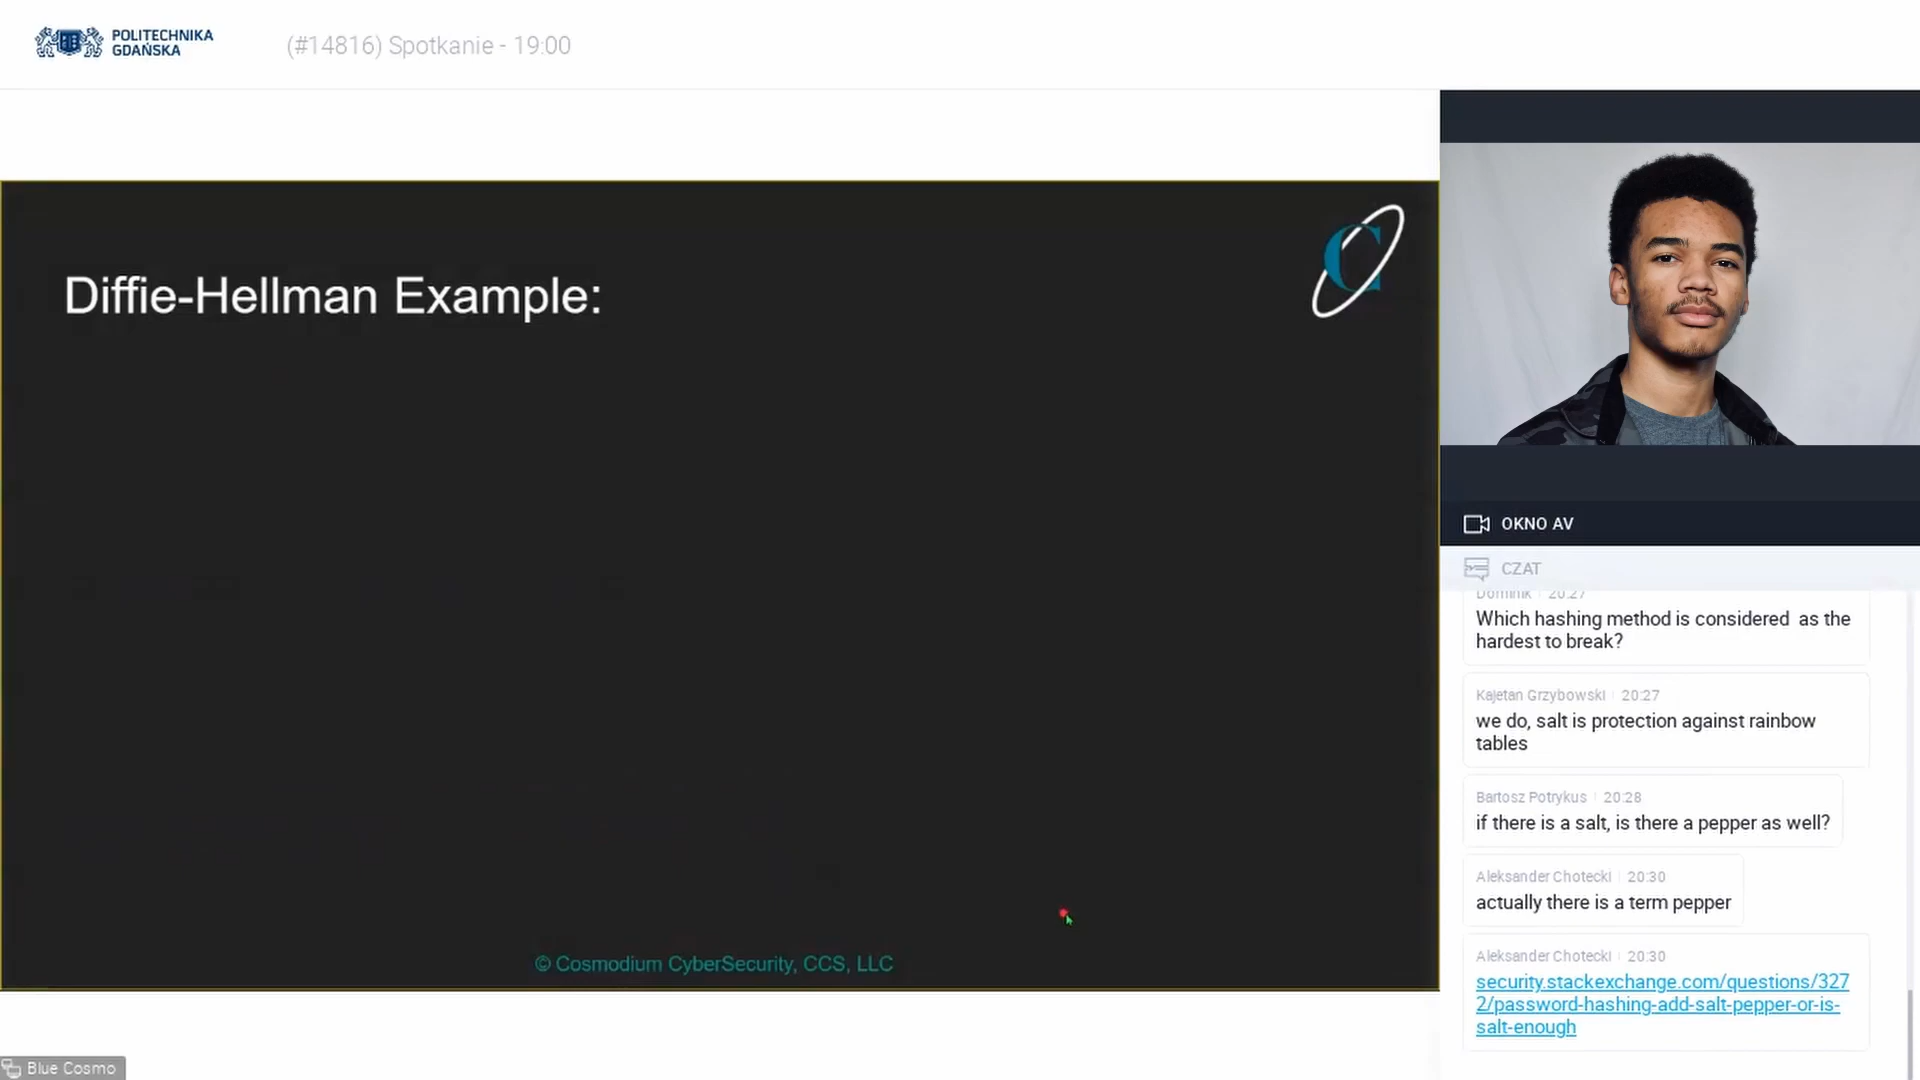 POLITECHNIKA
GDAŃSKA
(#14816) Spotkanie - 19:00
Diffie-Hellman Example:
C
© Cosmodium CyberSecurity, CCS, LLC
Blue Cosmo
OKNO AV
CZAT
Dominik 20:27
Which hashing method is considered as the
hardest to break?
Kajetan Grzybowski 20:27
we do, salt is protection against rainbow
tables
Bartosz Potrykus 20:28
if there is a salt, is there a pepper as well?
Aleksander Chotecki 20:30
actually there is a term pepper
Aleksander Chotecki 20:30
security.stackexchange.com/questions/327
2/password-hashing-add-salt-pepper-or-is-
salt-enough